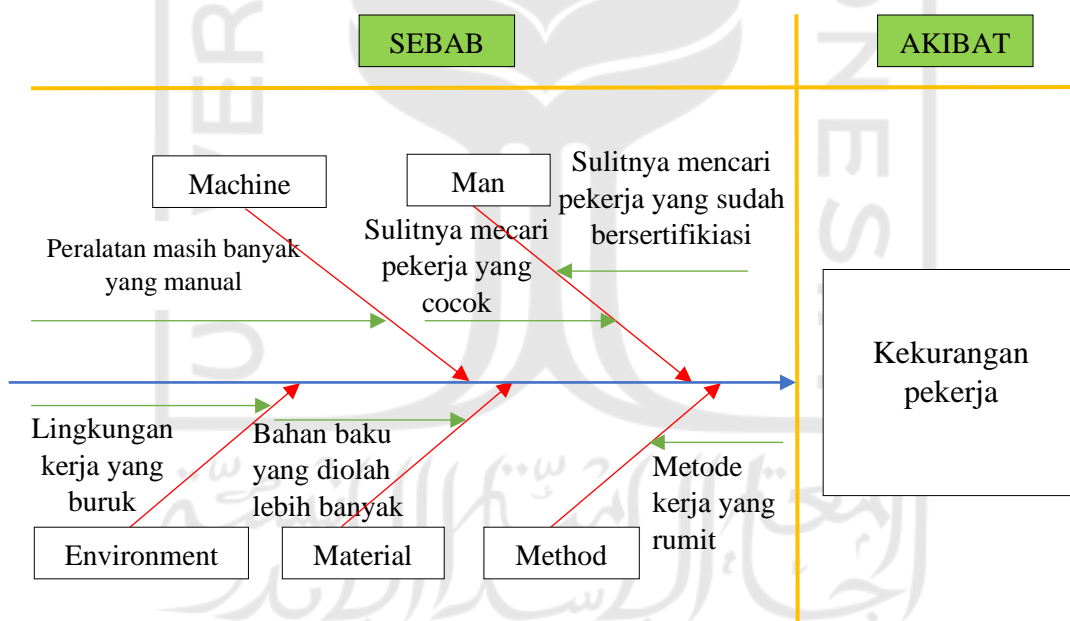 SEBAB
AKIBAT
Machine
Man
Sulitnya mencari
pekerja yang sudah
bersertifikiasi
Peralatan masih banyak
yang manual
Sulitnya mecari
pekerja yang
cocok
Kekurangan
pekerja
Lingkungan
kerja yang
buruk
Bahan baku
yang diolah
lebih banyak
Metode
kerja yang
rumit
Environment
Material
Method